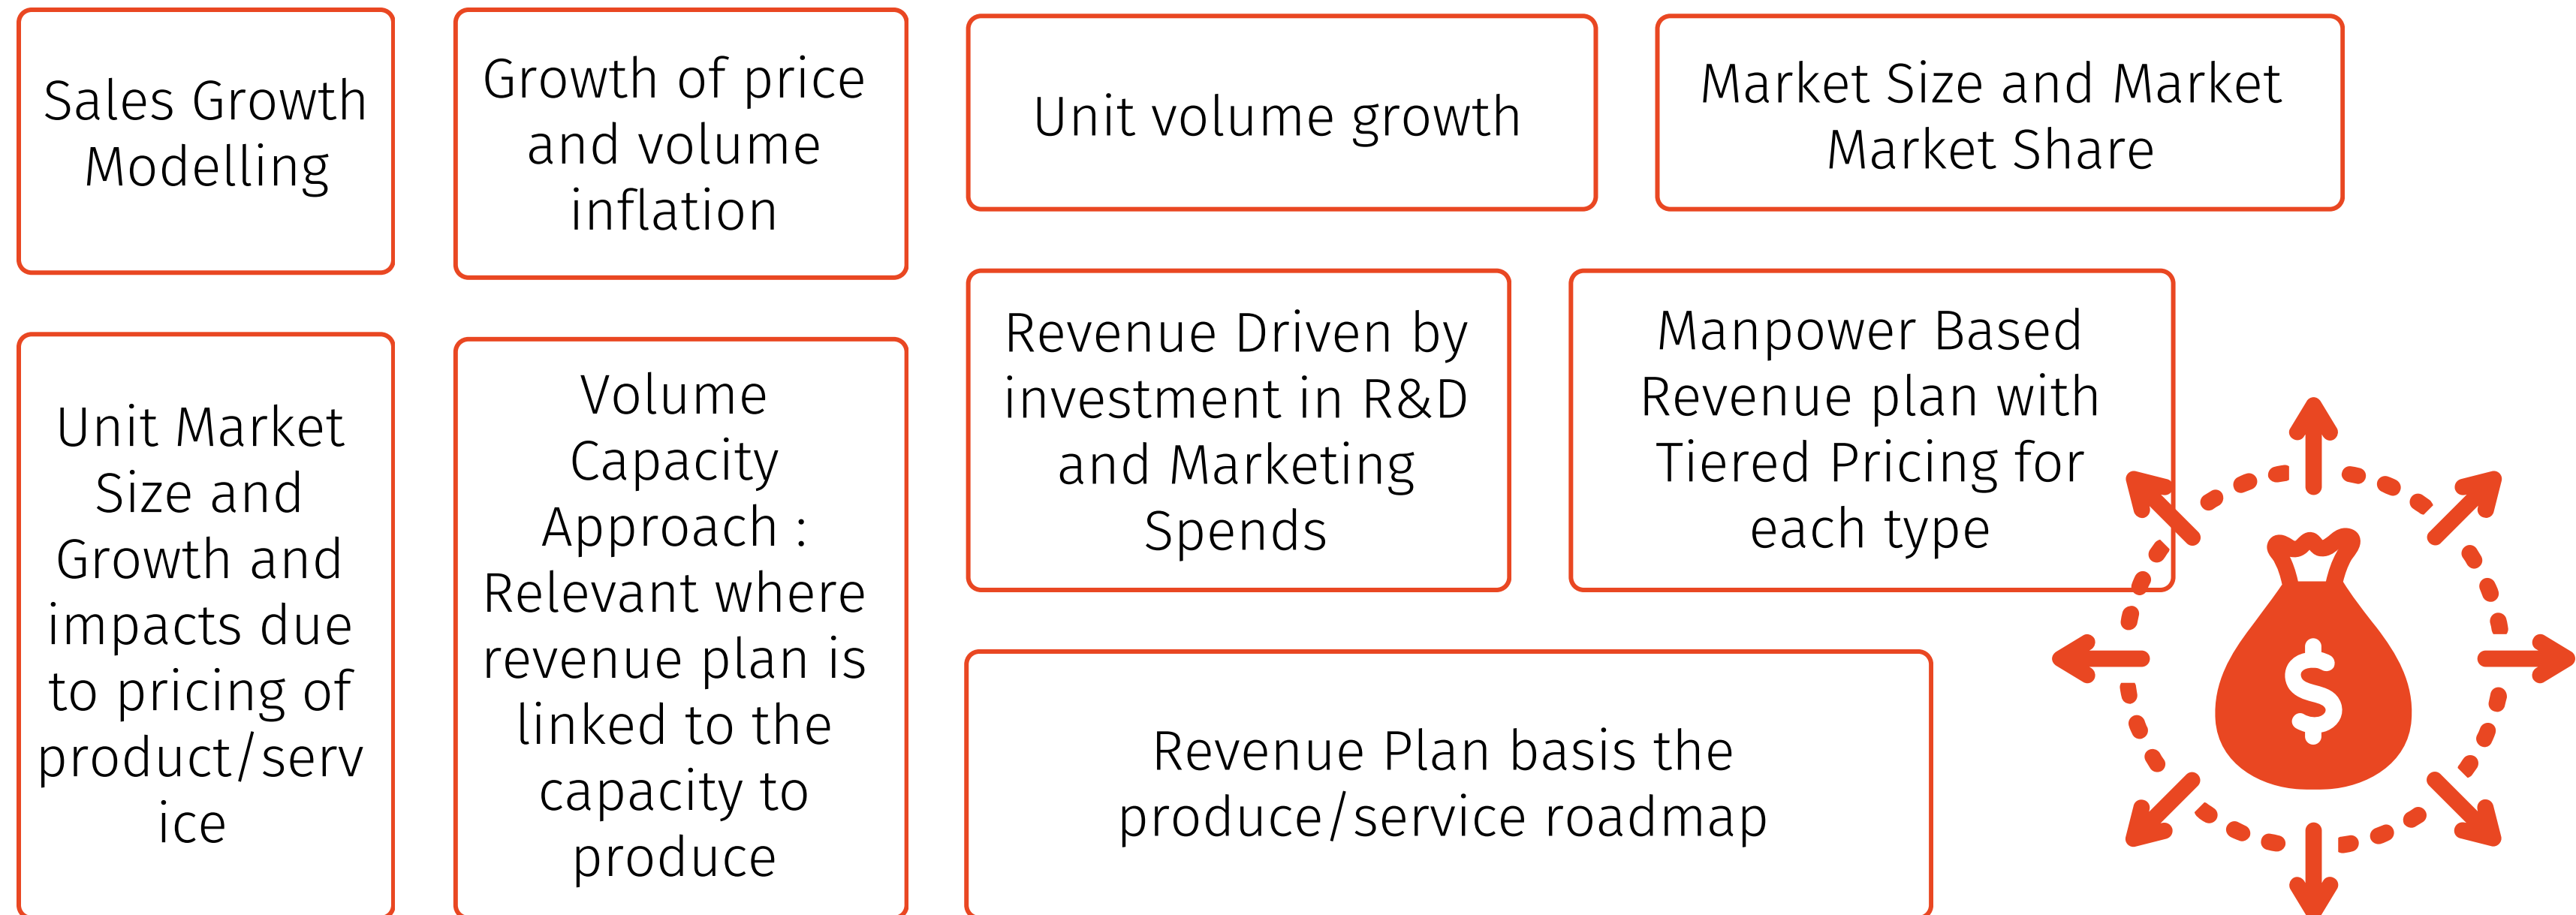 Sales Growth
Modelling
Growth of price
and volume
inflation
Unit volume growth
Market Size and Market
Market Share
Unit Market
Size and
Growth and
impacts due
to pricing of
product/serv
ice
Volume
Capacity
Approach :
Relevant where
revenue plan is
linked to the
capacity to
produce
Revenue Driven by
investment in R&D
and Marketing
Spends
Manpower Based
Revenue plan with
Tiered Pricing for
each type
Revenue Plan basis the
produce/service roadmap
$